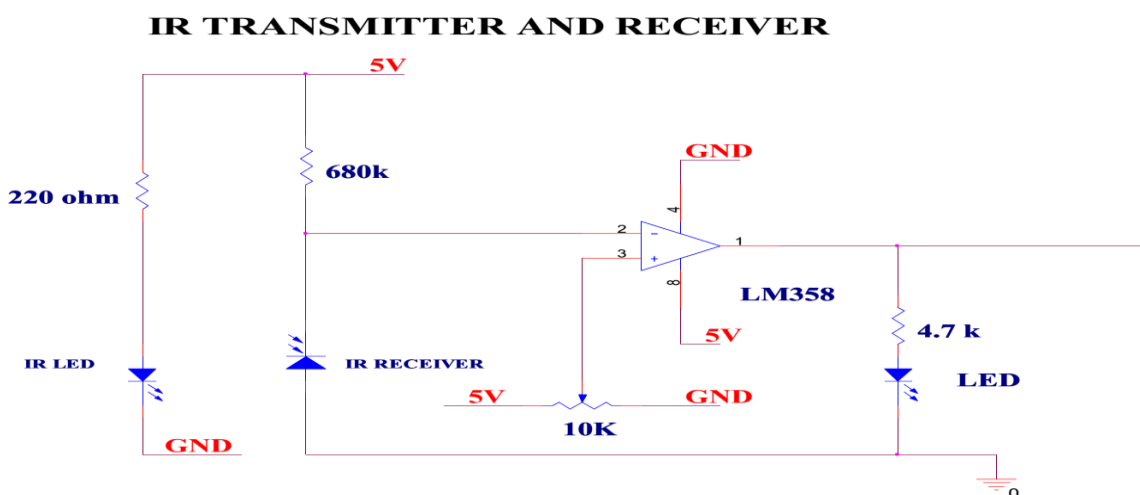 IR TRANSMITTER AND RECEIVER
5V
680k
220 ohm
GND
4
2
-
1
3
+
8
LM358
4.7 k
5V
IR LED
IR RECEIVER
LED
5V
GND
10K
GND
0